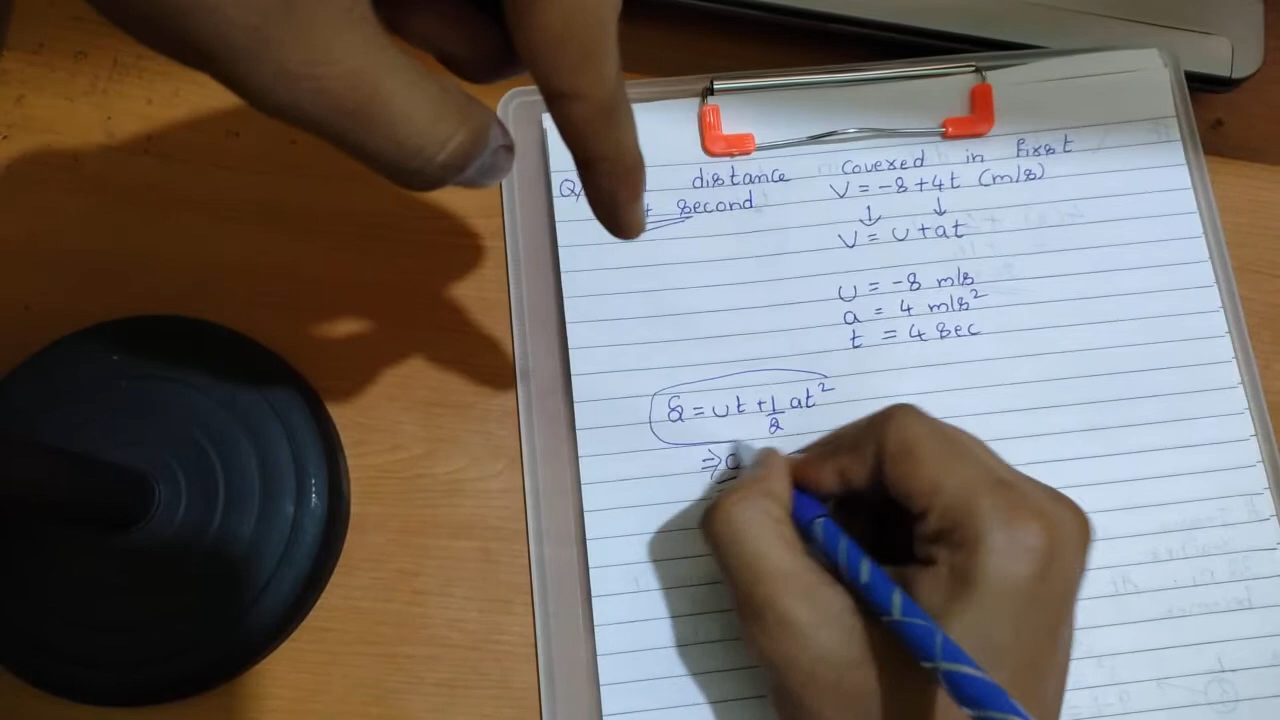 Q) distance covered in first
second
V = -8 + 4t (m/s)
↓ ↓
V = u + at
u = -8 m/s
a = 4 m/s²
t = 4 sec
S = ut + 1/2 at²
⇒